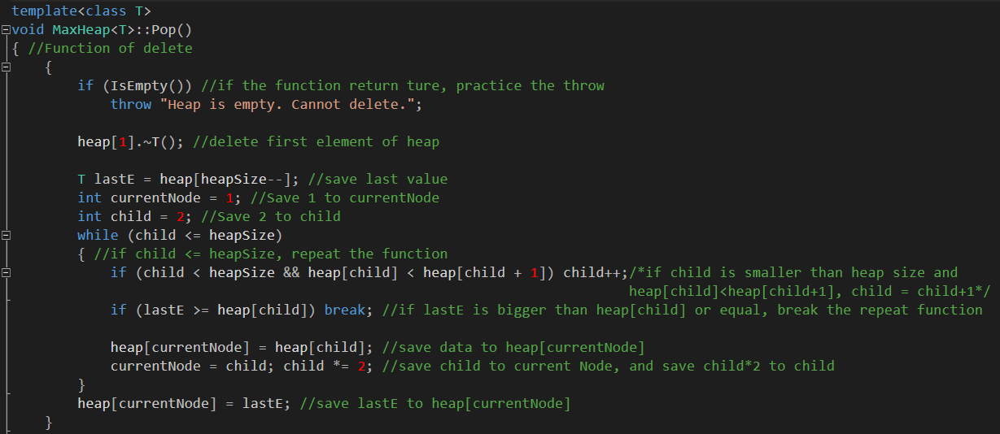 template<class T>
void MaxHeap<T>::Pop()
{ //Function of delete
    {
        if (IsEmpty()) //if the function return ture, practice the throw
            throw "Heap is empty. Cannot delete.";
        heap[1].~T(); //delete first element of heap
        T lastE = heap[heapSize--]; //save last value
        int currentNode = 1; //Save 1 to currentNode
        int child = 2; //Save 2 to child
        while (child <= heapSize)
        { //if child <= heapSize, repeat the function
            if (child < heapSize && heap[child] < heap[child + 1]) child++;/*if child is smaller than heap size and
                                                                           heap[child]<heap[child+1], child = child+1*/
            if (lastE >= heap[child]) break; //if lastE is bigger than heap[child] or equal, break the repeat function
            heap[currentNode] = heap[child]; //save data to heap[currentNode]
            currentNode = child; child *= 2; //save child to current Node, and save child*2 to child
        }
        heap[currentNode] = lastE; //save lastE to heap[currentNode]
    }